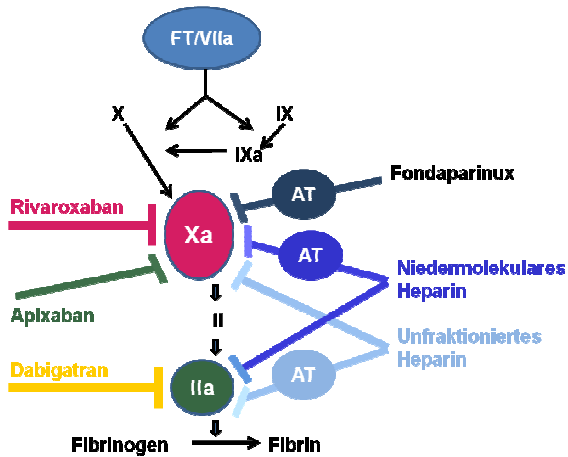 FT/VIIa
X
IX
IXa
Fondaparinux
AT
Rivaroxaban
Xa
AT
Niedermolekulares
Heparin
Apixaban
II
Unfraktioniertes
Heparin
Dabigatran
IIa
AT
Fibrinogen
Fibrin